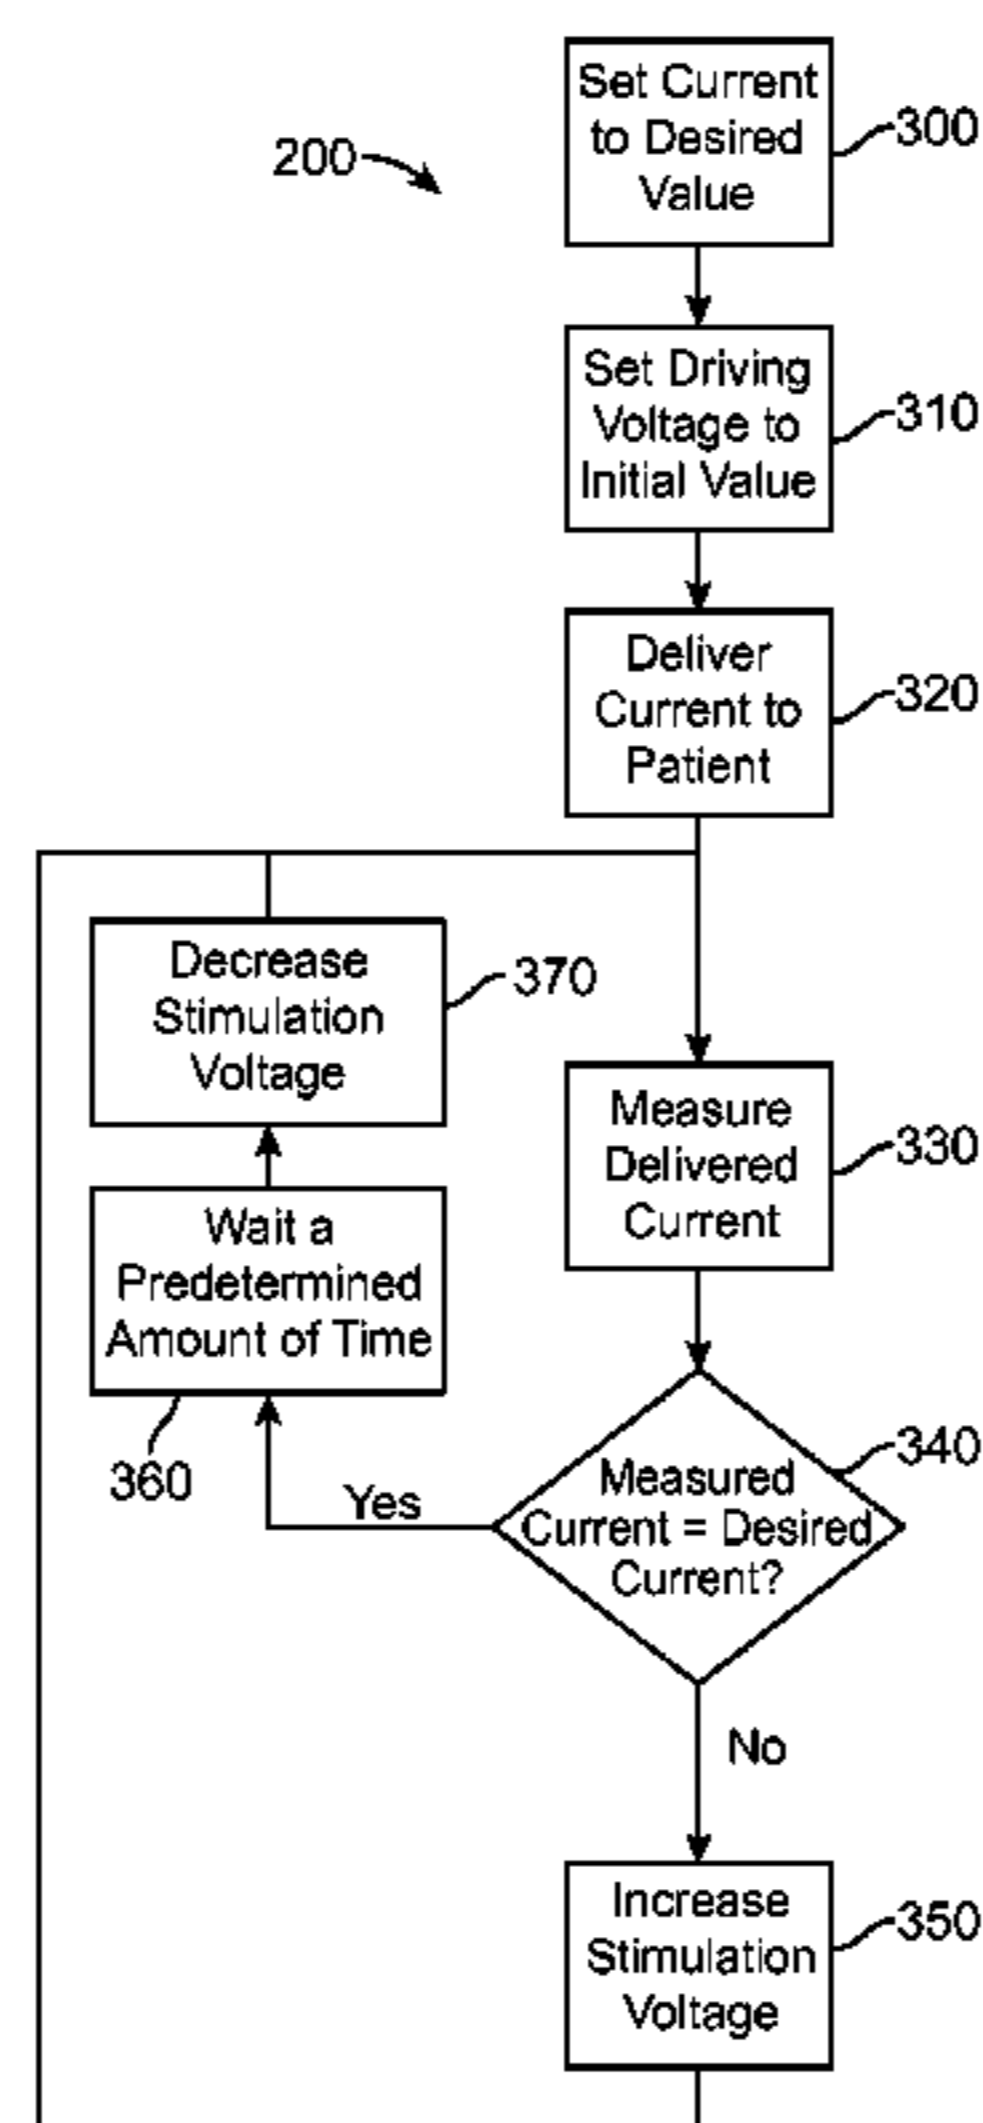 200
Set Current
to Desired
Value
300
Set Driving
Voltage to
Initial Value
310
Deliver
Current to
Patient
320
Decrease
Stimulation
Voltage
370
Measure
Delivered
Current
330
Wait a
Predetermined
Amount of Time
360
Yes
Measured
Current = Desired
Current?
340
No
Increase
Stimulation
Voltage
350